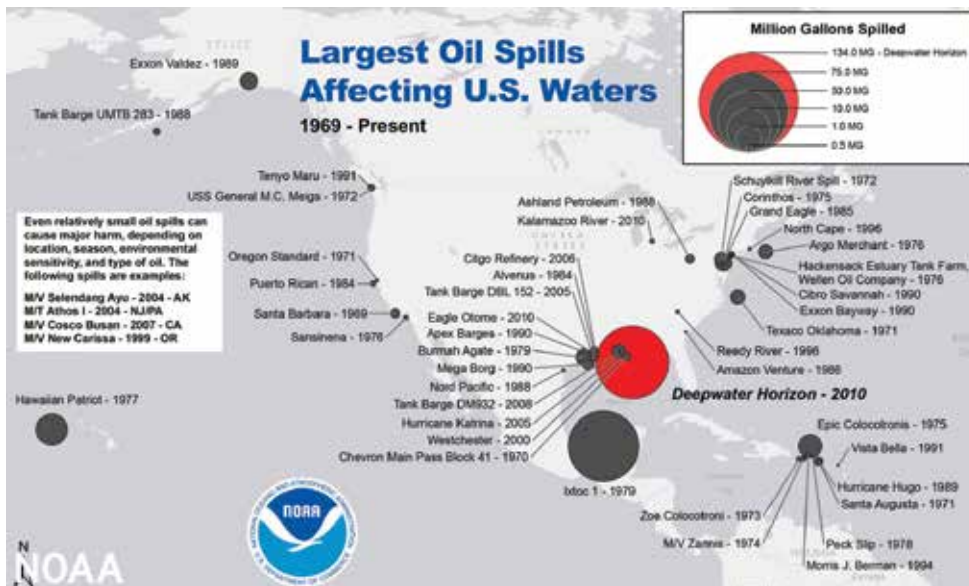 Largest Oil Spills
Affecting U.S. Waters
1969 - Present
Million Gallons Spilled
134.0 MG - Deepwater Horizon
75.0 MG
50.0 MG
10.0 MG
1.0 MG
0.5 MG
Exxon Valdez - 1989
Tank Barge UMTB 283 - 1988
Tenyo Maru - 1991
USS General M.C. Meigs - 1972
Even relatively small oil spills can
cause major harm, depending on
location, season, environmental
sensitivity, and type of oil. The
following spills are examples:
M/V Selendang Ayu - 2004 - AK
M/T Athos I - 2004 - NJ/PA
M/V Cosco Busan - 2007 - CA
M/V New Carissa - 1999 - OR
Oregon Standard - 1971
Puerto Rican - 1984
Santa Barbara - 1969
Sansinena - 1976
Hawaiian Patriot - 1977
Ashland Petroleum - 1988
Kalamazoo River - 2010
Citgo Refinery - 2006
Alvenus - 1984
Tank Barge DBL 152 - 2005
Eagle Otome - 2010
Apex Barges - 1990
Burmah Agate - 1979
Mega Borg - 1990
Nord Pacific - 1988
Tank Barge DM932 - 2008
Hurricane Katrina - 2005
Westchester - 2000
Chevron Main Pass Block 41 - 1970
Ixtoc 1 - 1979
Schuylkill River Spill - 1972
Corinthos - 1975
Grand Eagle - 1985
North Cape - 1996
Argo Merchant - 1976
Hackensack Estuary Tank Farm,
Wellen Oil Company - 1976
Cibro Savannah - 1990
Exxon Bayway - 1990
Texaco Oklahoma - 1971
Reedy River - 1996
Amazon Venture - 1986
Deepwater Horizon - 2010
Epic Colocotronis - 1975
Vista Bella - 1991
Hurricane Hugo - 1989
Santa Augusta - 1971
Zoe Colocotroni - 1973
M/V Zannis - 1974
Peck Slip - 1978
Morris J. Berman - 1994
NOAA
N
NOAA